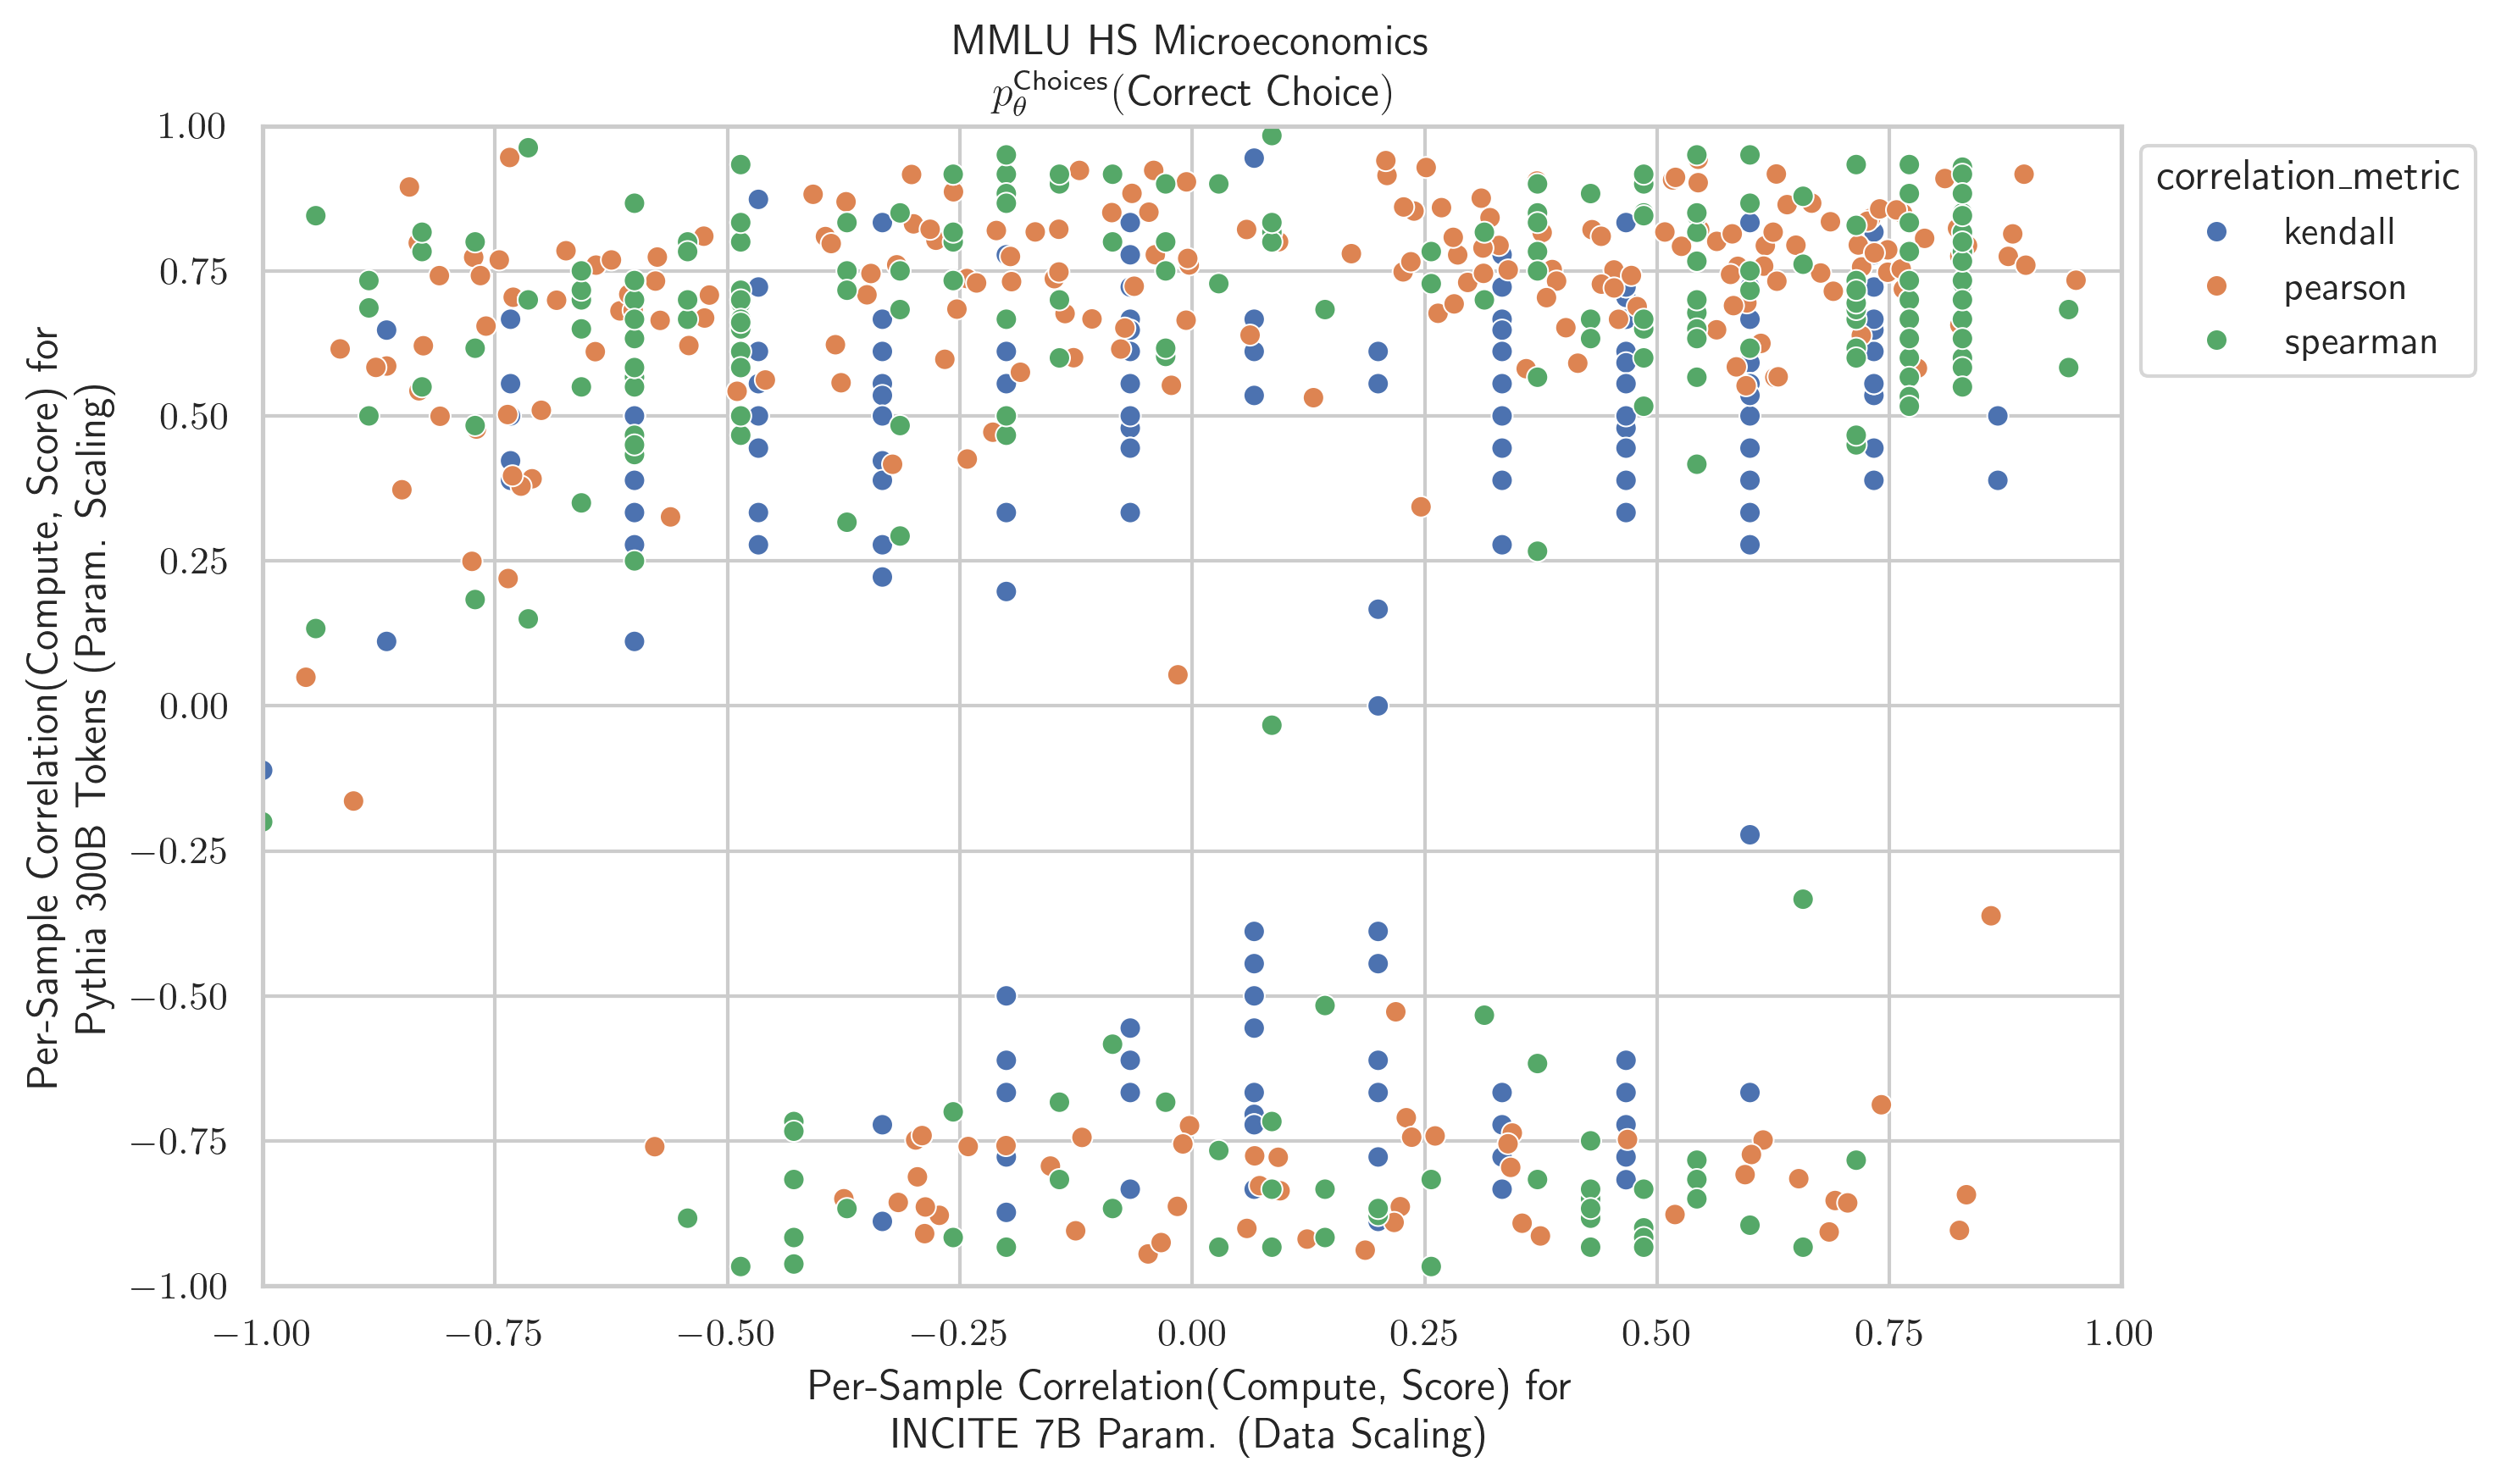 MMLU HS Microeconomics
p_θ^Choices(Correct Choice)
Per-Sample Correlation(Compute, Score) for
Pythia 300B Tokens (Param. Scaling)
1.00
0.75
0.50
0.25
0.00
−0.25
−0.50
−0.75
−1.00
−1.00 −0.75 −0.50 −0.25 0.00 0.25 0.50 0.75 1.00
Per-Sample Correlation(Compute, Score) for
INCITE 7B Param. (Data Scaling)
correlation_metric
kendall
pearson
spearman